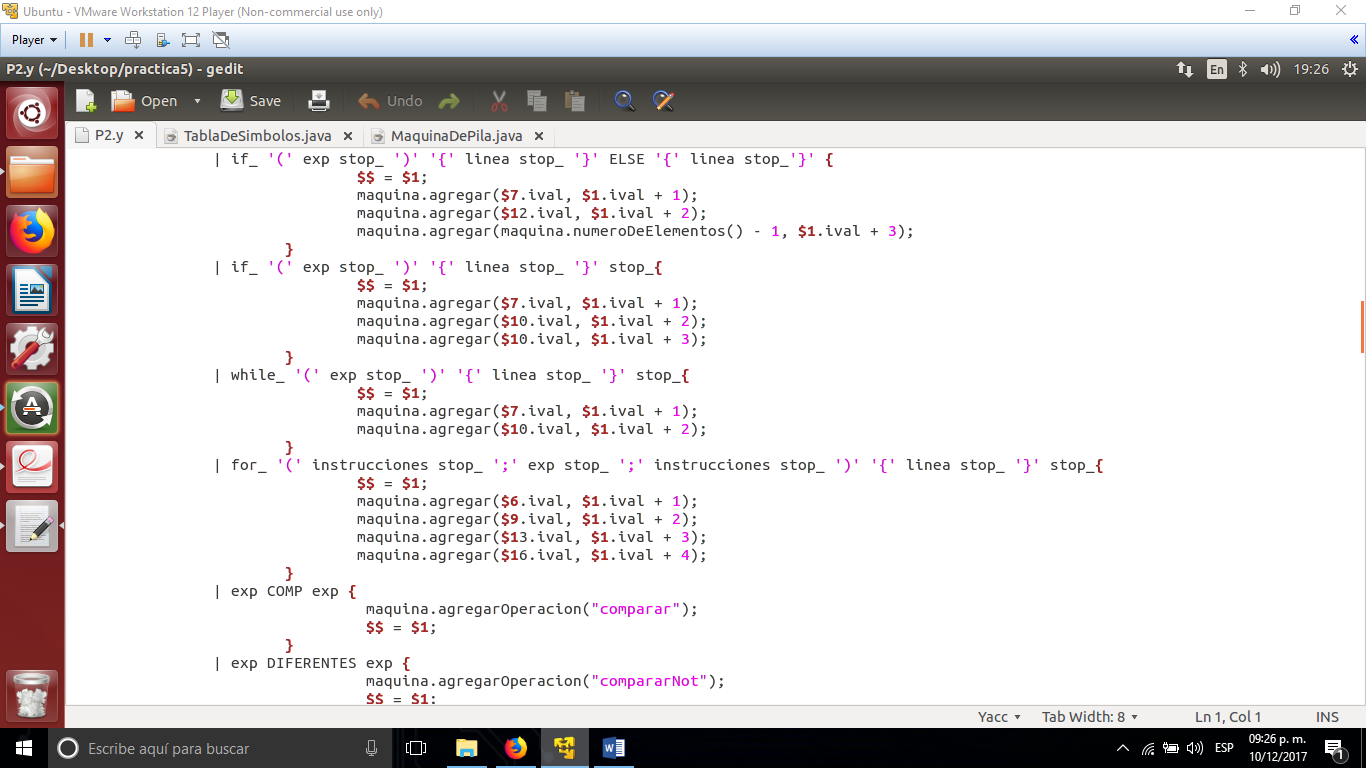 Ubuntu - VMware Workstation 12 Player (Non-commercial use only)
Player
P2.y (~/Desktop/practica5) - gedit
En
19:26
Open
Save
Undo
P2.y
TablaDeSimbolos.java
MaquinaDePila.java
| if_ '(' exp stop_ ')' '{' linea stop_ '}' ELSE '{' linea stop_'}' {
$$ = $1;
maquina.agregar($7.ival, $1.ival + 1);
maquina.agregar($12.ival, $1.ival + 2);
maquina.agregar(maquina.numeroDeElementos() - 1, $1.ival + 3);
}
| if_ '(' exp stop_ ')' '{' linea stop_ '}' stop_{
$$ = $1;
maquina.agregar($7.ival, $1.ival + 1);
maquina.agregar($10.ival, $1.ival + 2);
maquina.agregar($10.ival, $1.ival + 3);
}
| while_ '(' exp stop_ ')' '{' linea stop_ '}' stop_{
$$ = $1;
maquina.agregar($7.ival, $1.ival + 1);
maquina.agregar($10.ival, $1.ival + 2);
}
| for_ '(' instrucciones stop_ ';' exp stop_ ';' instrucciones stop_ ')' '{' linea stop_ '}' stop_{
$$ = $1;
maquina.agregar($6.ival, $1.ival + 1);
maquina.agregar($9.ival, $1.ival + 2);
maquina.agregar($13.ival, $1.ival + 3);
maquina.agregar($16.ival, $1.ival + 4);
}
| exp COMP exp {
maquina.agregarOperacion("comparar");
$$ = $1;
}
| exp DIFERENTES exp {
maquina.agregarOperacion("compararNot");
$$ = $1;
Yacc
Tab Width: 8
Ln 1, Col 1
INS
Escribe aquí para buscar
ESP
09:26 p. m.
10/12/2017
1